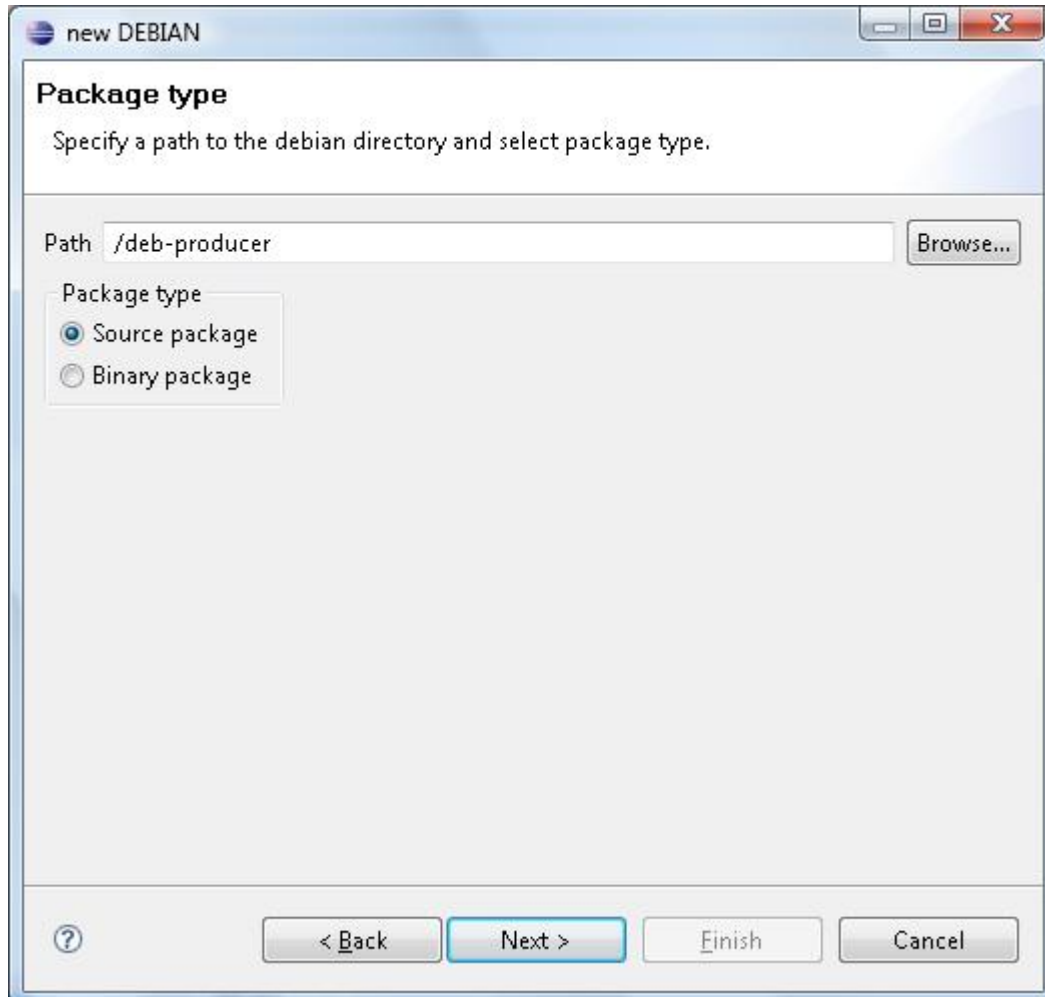 new DEBIAN
Package type
Specify a path to the debian directory and select package type.
Path /deb-producer Browse...
Package type
Source package
Binary package
< Back Next > Finish Cancel